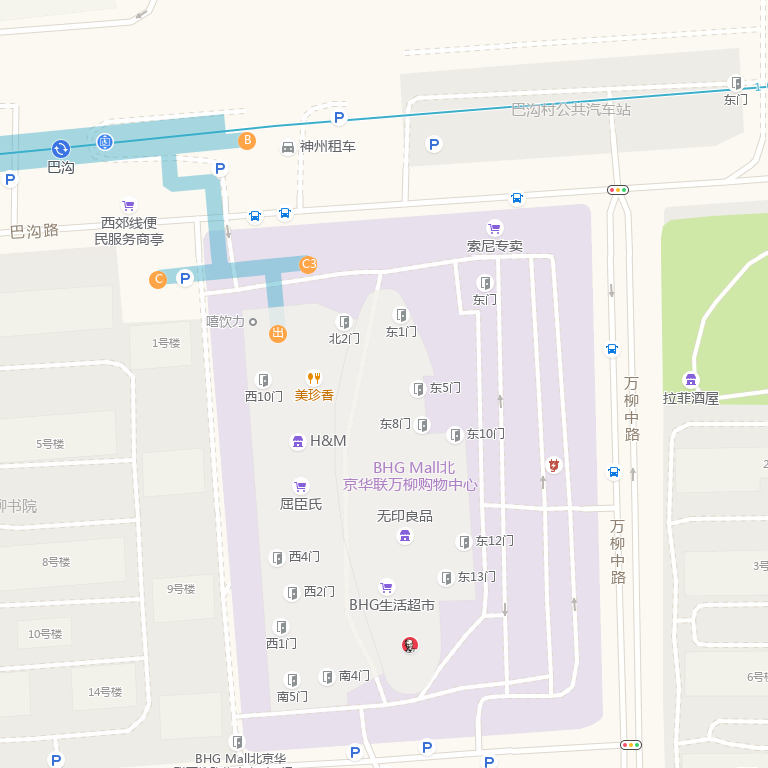 东门
巴沟村公共汽车站
P
P
B
神州租车
巴沟
P
P
西郊线便
民服务商亭
巴沟路
索尼专卖
C3
C
P
东门
嘻饮力
出
北2门
东1门
1号楼
西10门
美珍香
东5门
拉菲酒屋
万柳中路
东8门
东10门
5号楼
H&M
BHG Mall北
京华联万柳购物中心
屈臣氏
无印良品
柳书院
万柳中路
东12门
8号楼
西4门
东13门
9号楼
西2门
BHG生活超市
10号楼
西1门
南4门
南5门
14号楼
P
BHG Mall北京华
P
P
P